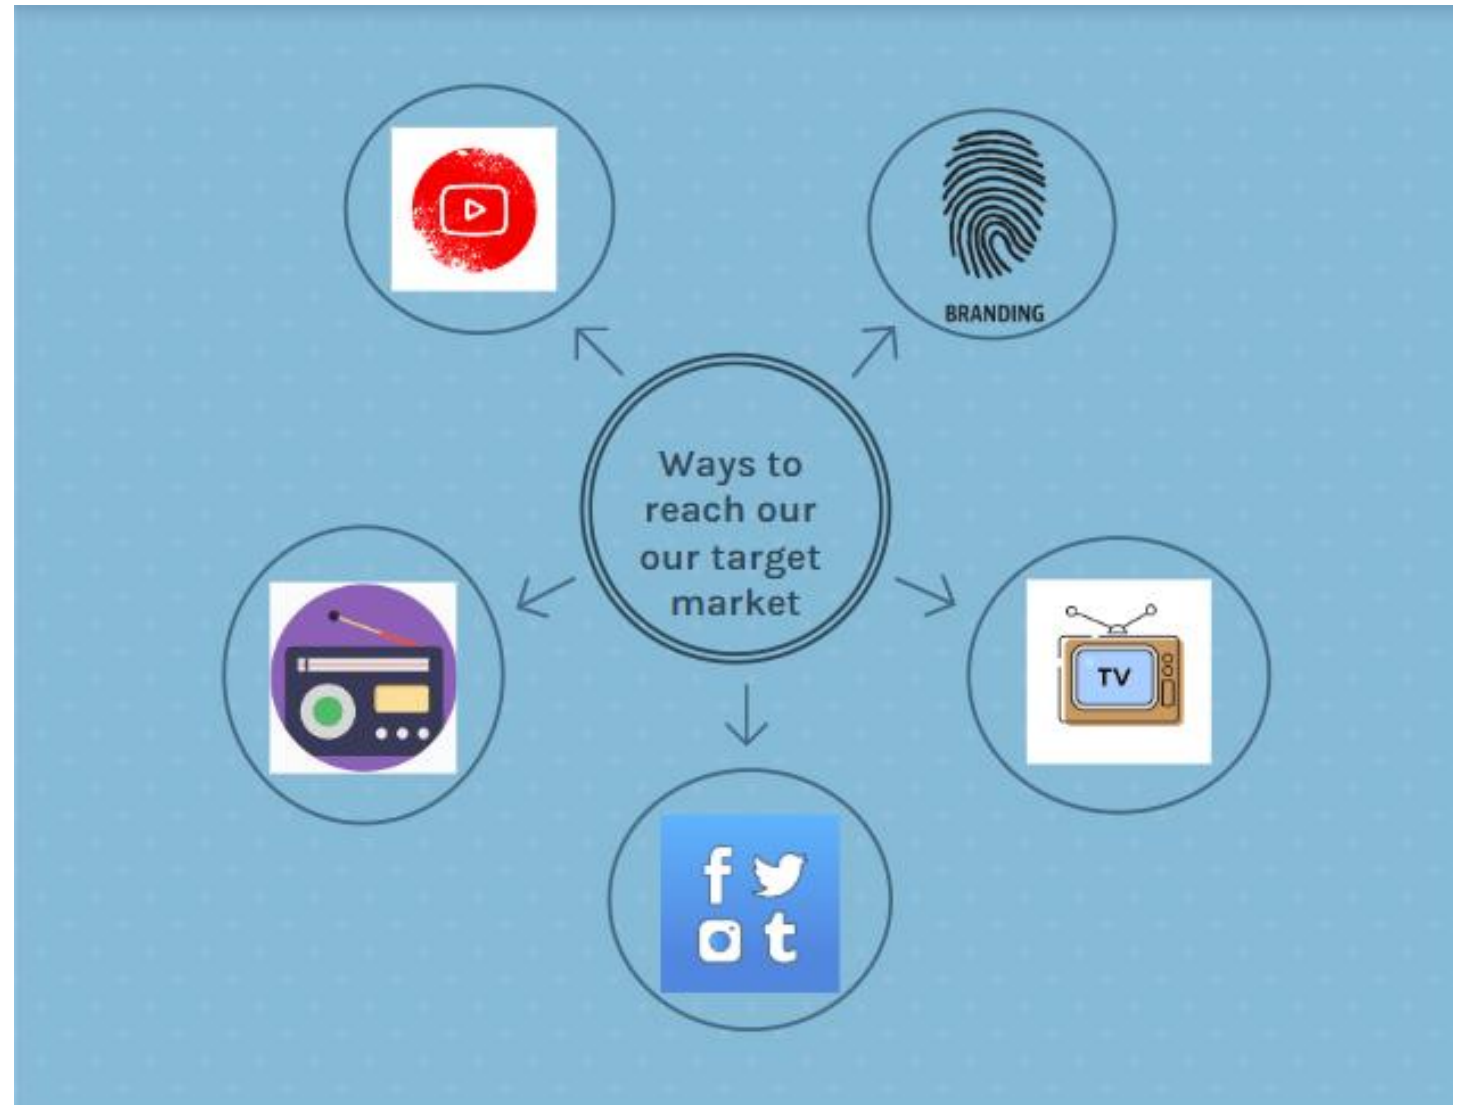 BRANDING
Ways to
reach our
our target
market
TV